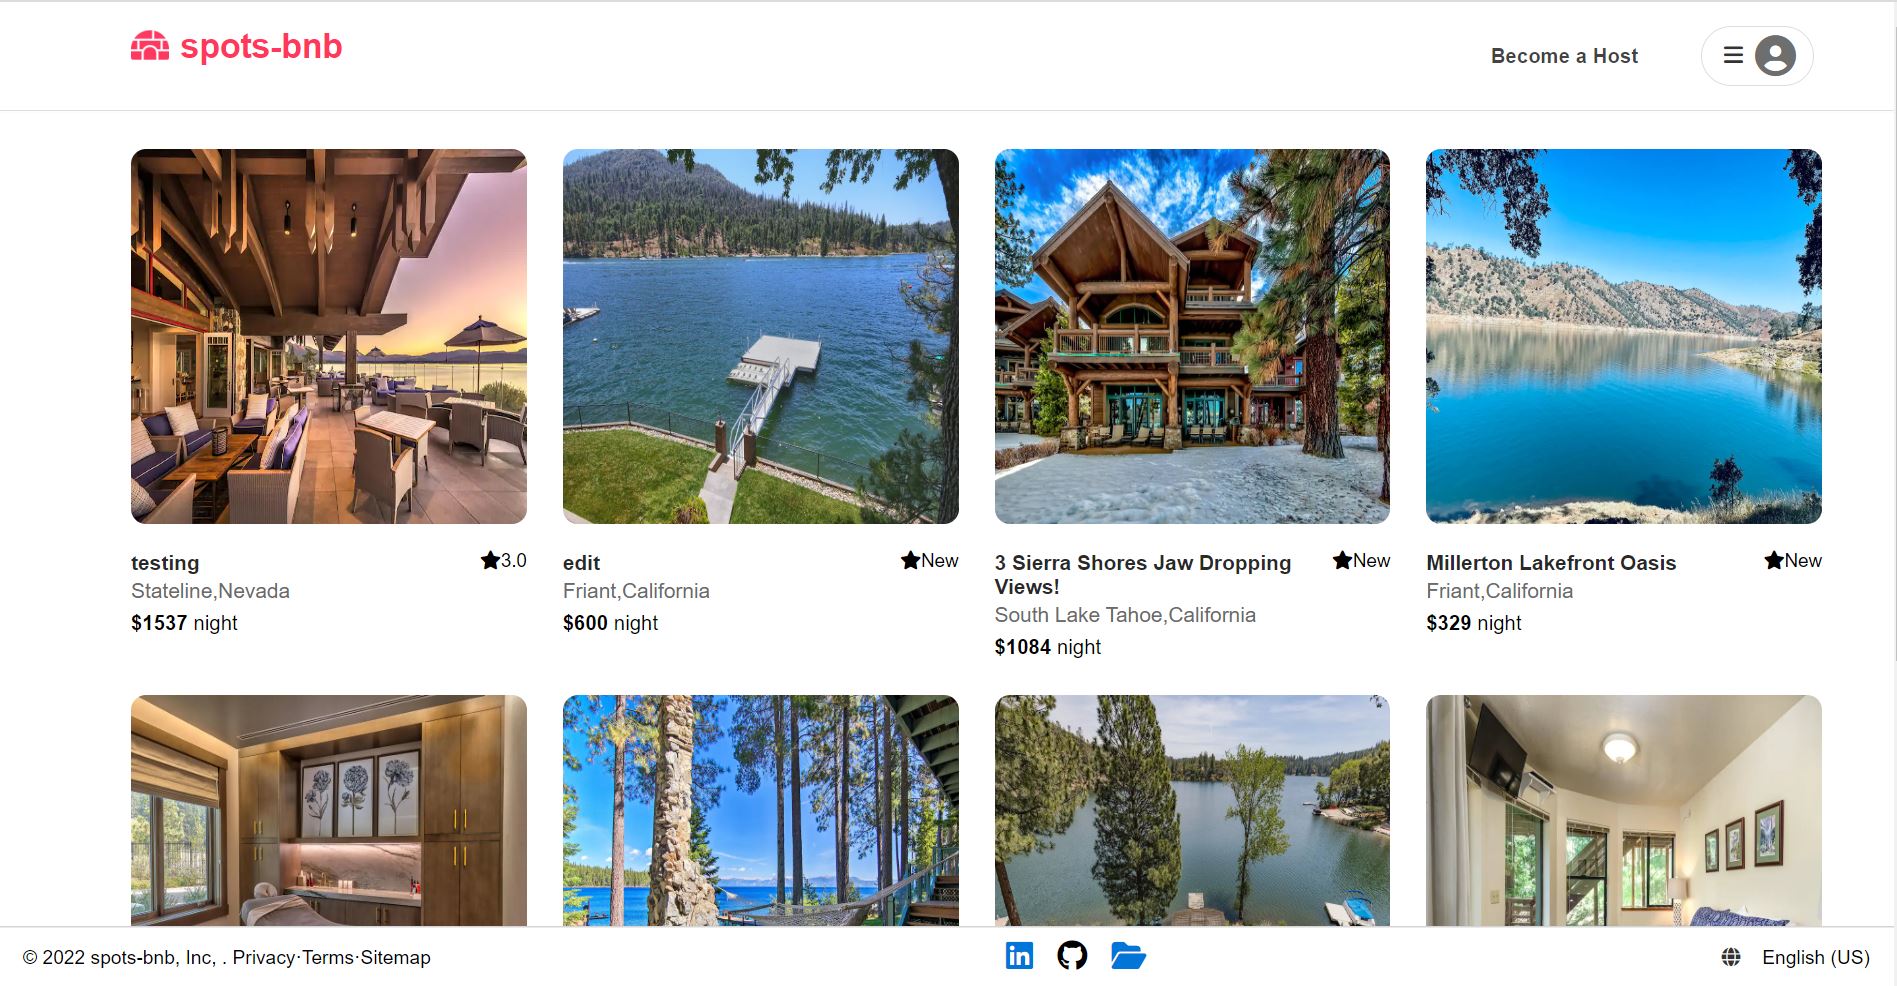 spots-bnb
Become a Host
testing
3.0
Stateline,Nevada
$1537 night
edit
New
Friant,California
$600 night
3 Sierra Shores Jaw Dropping
Views!
New
South Lake Tahoe,California
$1084 night
Millerton Lakefront Oasis
New
Friant,California
$329 night
© 2022 spots-bnb, Inc, . Privacy·Terms·Sitemap
in
English (US)